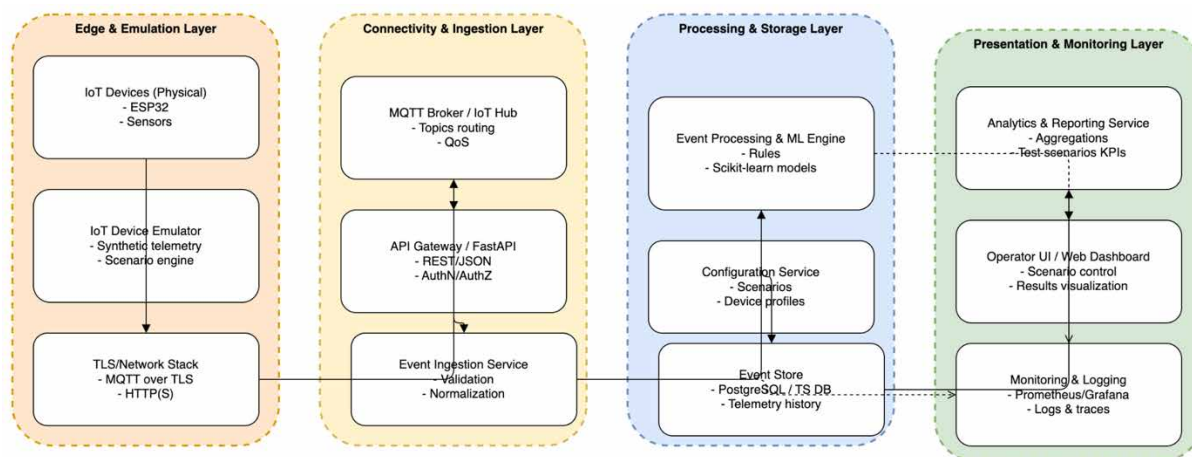 Edge & Emulation Layer
IoT Devices (Physical)
- ESP32
- Sensors
IoT Device Emulator
- Synthetic telemetry
- Scenario engine
TLS/Network Stack
- MQTT over TLS
- HTTP(S)
Connectivity & Ingestion Layer
MQTT Broker / IoT Hub
- Topics routing
- QoS
API Gateway / FastAPI
- REST/JSON
- AuthN/AuthZ
Event Ingestion Service
- Validation
- Normalization
Processing & Storage Layer
Event Processing & ML Engine
- Rules
- Scikit-learn models
Configuration Service
- Scenarios
- Device profiles
Event Store
- PostgreSQL / TS DB
- Telemetry history
Presentation & Monitoring Layer
Analytics & Reporting Service
- Aggregations
- Test-scenarios KPIs
Operator UI / Web Dashboard
- Scenario control
- Results visualization
Monitoring & Logging
- Prometheus/Grafana
- Logs & traces